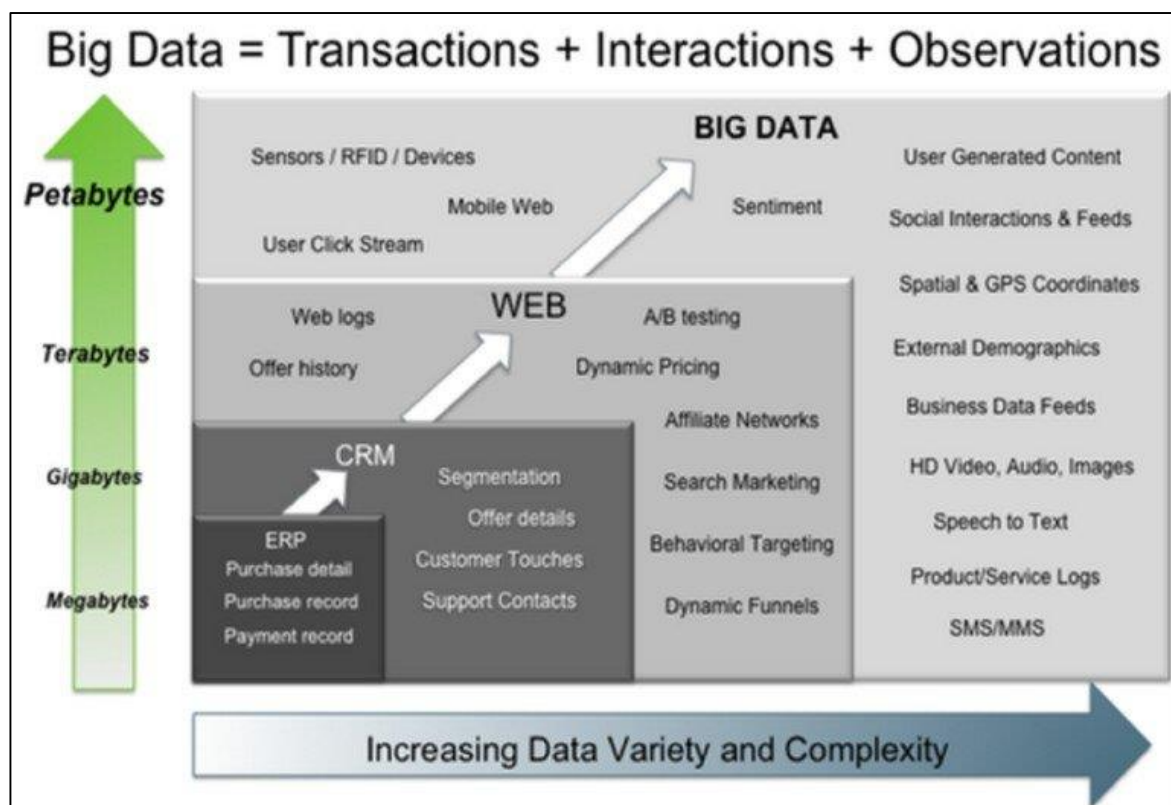 Big Data = Transactions + Interactions + Observations
BIG DATA
Sensors / RFID / Devices
User Generated Content
Petabytes
Mobile Web
Sentiment
Social Interactions & Feeds
User Click Stream
Spatial & GPS Coordinates
WEB
Web logs
A/B testing
Terabytes
External Demographics
Offer history
Dynamic Pricing
Business Data Feeds
Affiliate Networks
CRM
HD Video, Audio, Images
Gigabytes
Segmentation
Search Marketing
Offer details
Speech to Text
ERP
Behavioral Targeting
Purchase detail
Customer Touches
Product/Service Logs
Megabytes
Purchase record
Support Contacts
Dynamic Funnels
SMS/MMS
Payment record
Increasing Data Variety and Complexity